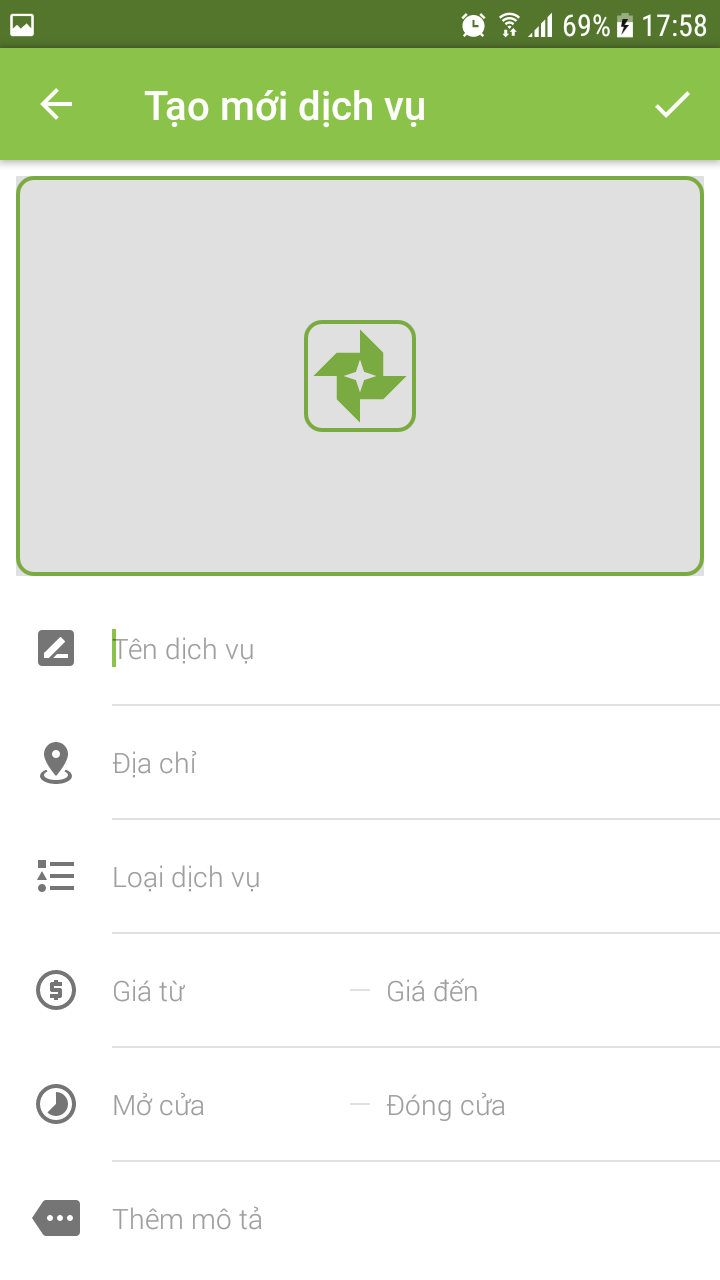 69% 17:58
Tạo mới dịch vụ
Tên dịch vụ
Địa chỉ
Loại dịch vụ
Giá từ — Giá đến
Mở cửa — Đóng cửa
Thêm mô tả